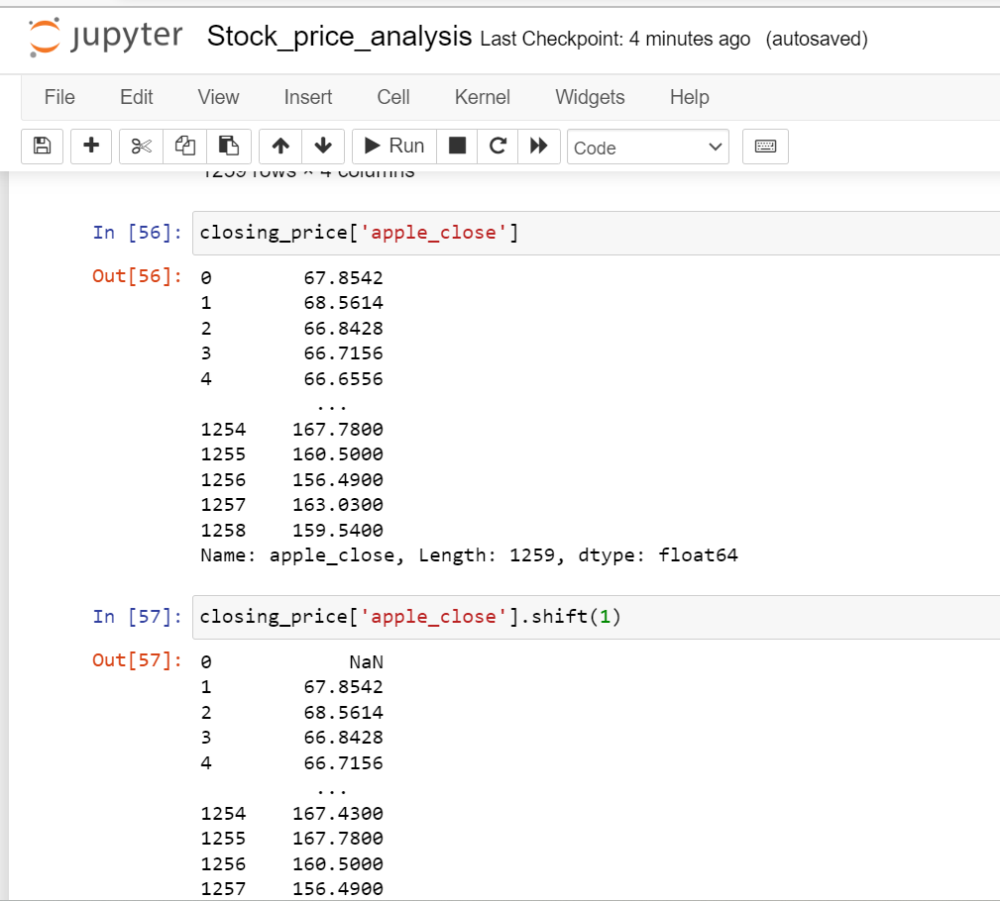 jupyter Stock_price_analysis Last Checkpoint: 4 minutes ago (autosaved)
File Edit View Insert Cell Kernel Widgets Help
Run Code
1259 rows × 4 columns
In [56]: closing_price['apple_close']
Out[56]: 0 67.8542
1 68.5614
2 66.8428
3 66.7156
4 66.6556
...
1254 167.7800
1255 160.5000
1256 156.4900
1257 163.0300
1258 159.5400
Name: apple_close, Length: 1259, dtype: float64
In [57]: closing_price['apple_close'].shift(1)
Out[57]: 0 NaN
1 67.8542
2 68.5614
3 66.8428
4 66.7156
...
1254 167.4300
1255 167.7800
1256 160.5000
1257 156.4900